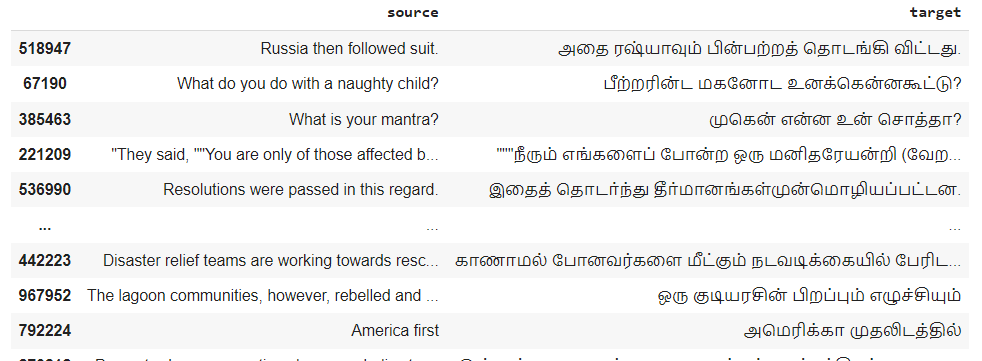 source target
518947 Russia then followed suit. அதை ரஷ்யாவும் பின்பற்றத் தொடங்கி விட்டது.
67190 What do you do with a naughty child? பீற்றரின்ட மகனோட உனக்கென்னகூட்டு?
385463 What is your mantra? முகென் என்ன உன் சொத்தா?
221209 "They said, ""You are only of those affected b... """நீரும் எங்களைப் போன்ற ஒரு மனிதரேயன்றி (வேற...
536990 Resolutions were passed in this regard. இதைத் தொடர்ந்து தீர்மானங்கள்முன்மொழியப்பட்டன.
... ... ...
442223 Disaster relief teams are working towards resc... காணாமல் போனவர்களை மீட்கும் நடவடிக்கையில் பேரிட...
967952 The lagoon communities, however, rebelled and ... ஒரு குடியரசின் பிறப்பும் எழுச்சியும்
792224 America first அமெரிக்கா முதலிடத்தில்